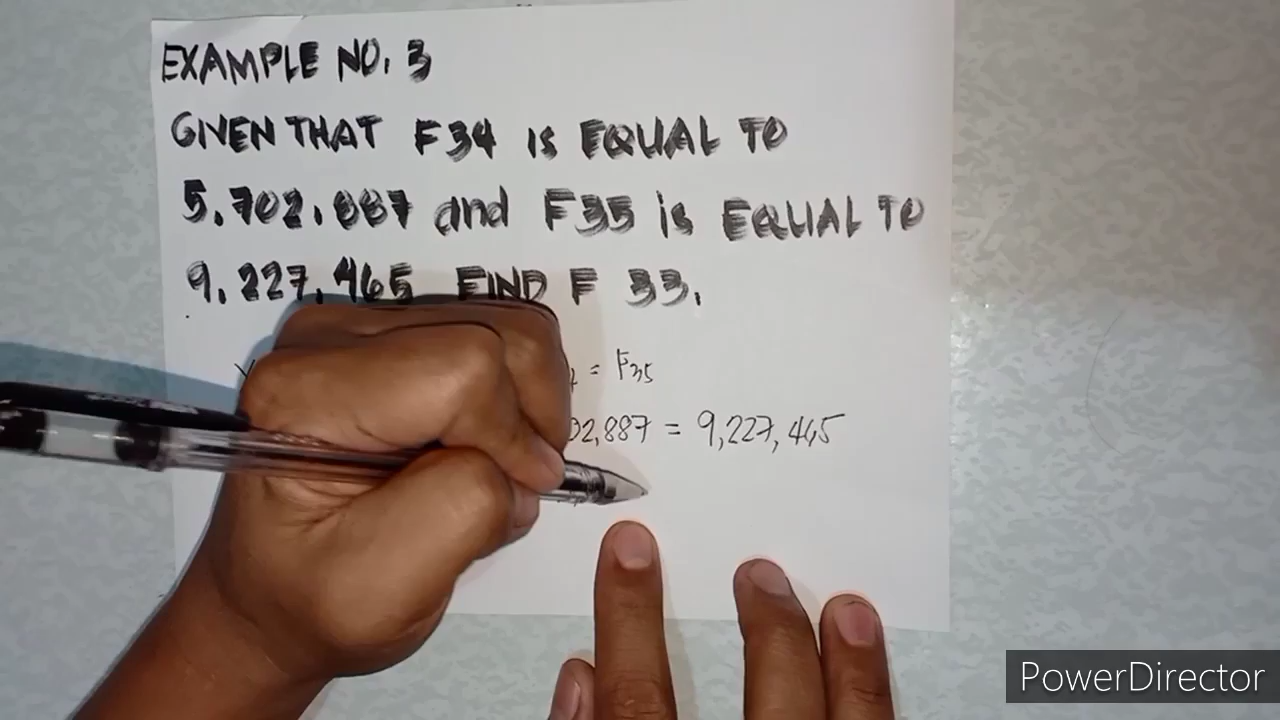 EXAMPLE NO. 3
GIVEN THAT F34 is EQUAL TO
5,702,887 and F35 is EQUAL TO
9,227,465 FIND F 33.
= F35
02,887 = 9,227,465
PowerDirector